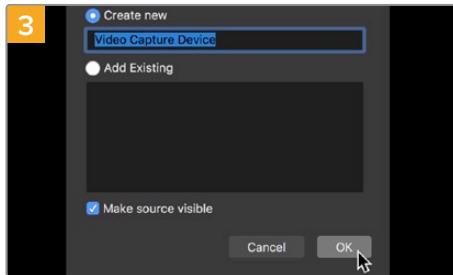 3
Create new
Video Capture Device
Add Existing
Make source visible
Cancel OK